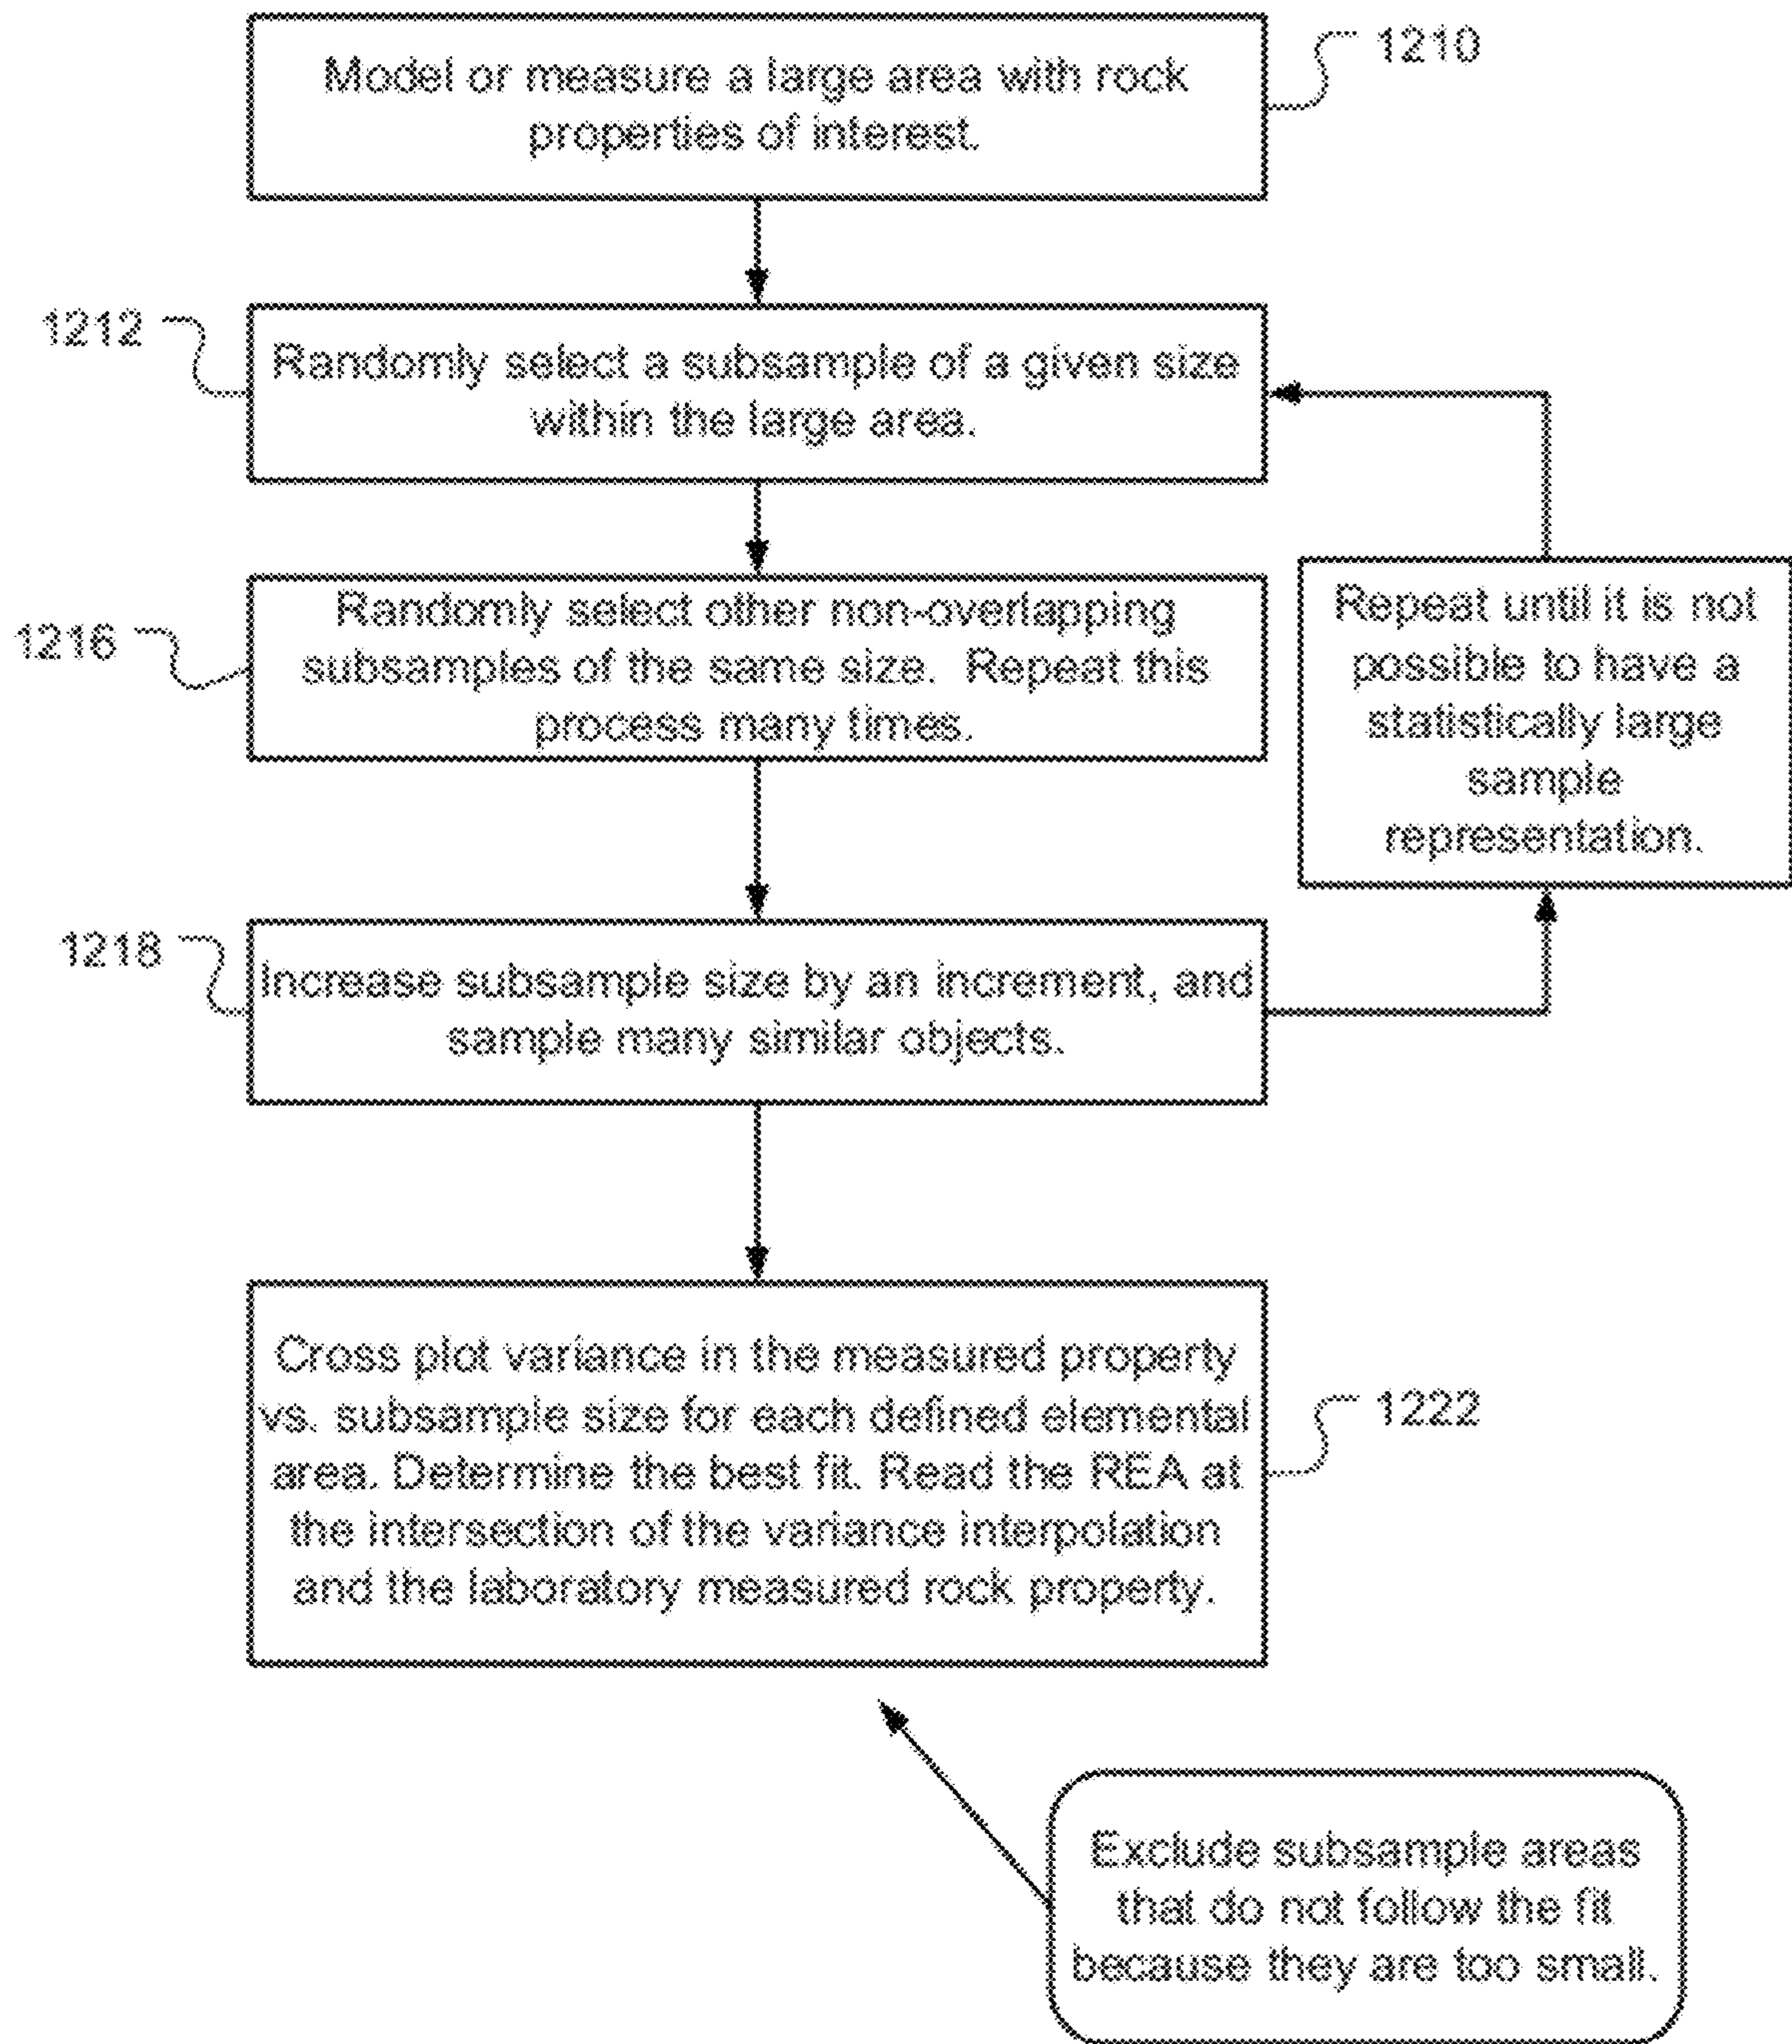 Model or measure a large area with rock
properties of interest.
1210
1212
Randomly select a subsample of a given size
within the large area.
1216
Randomly select other non-overlapping
subsamples of the same size. Repeat this
process many times.
Repeat until it is not
possible to have a
statistically large
sample
representation.
1218
Increase subsample size by an increment, and
sample many similar objects.
Cross plot variance in the measured property
vs. subsample size for each defined elemental
area. Determine the best fit. Read the REA at
the intersection of the variance interpolation
and the laboratory measured rock property.
1222
Exclude subsample areas
that do not follow the fit
because they are too small.